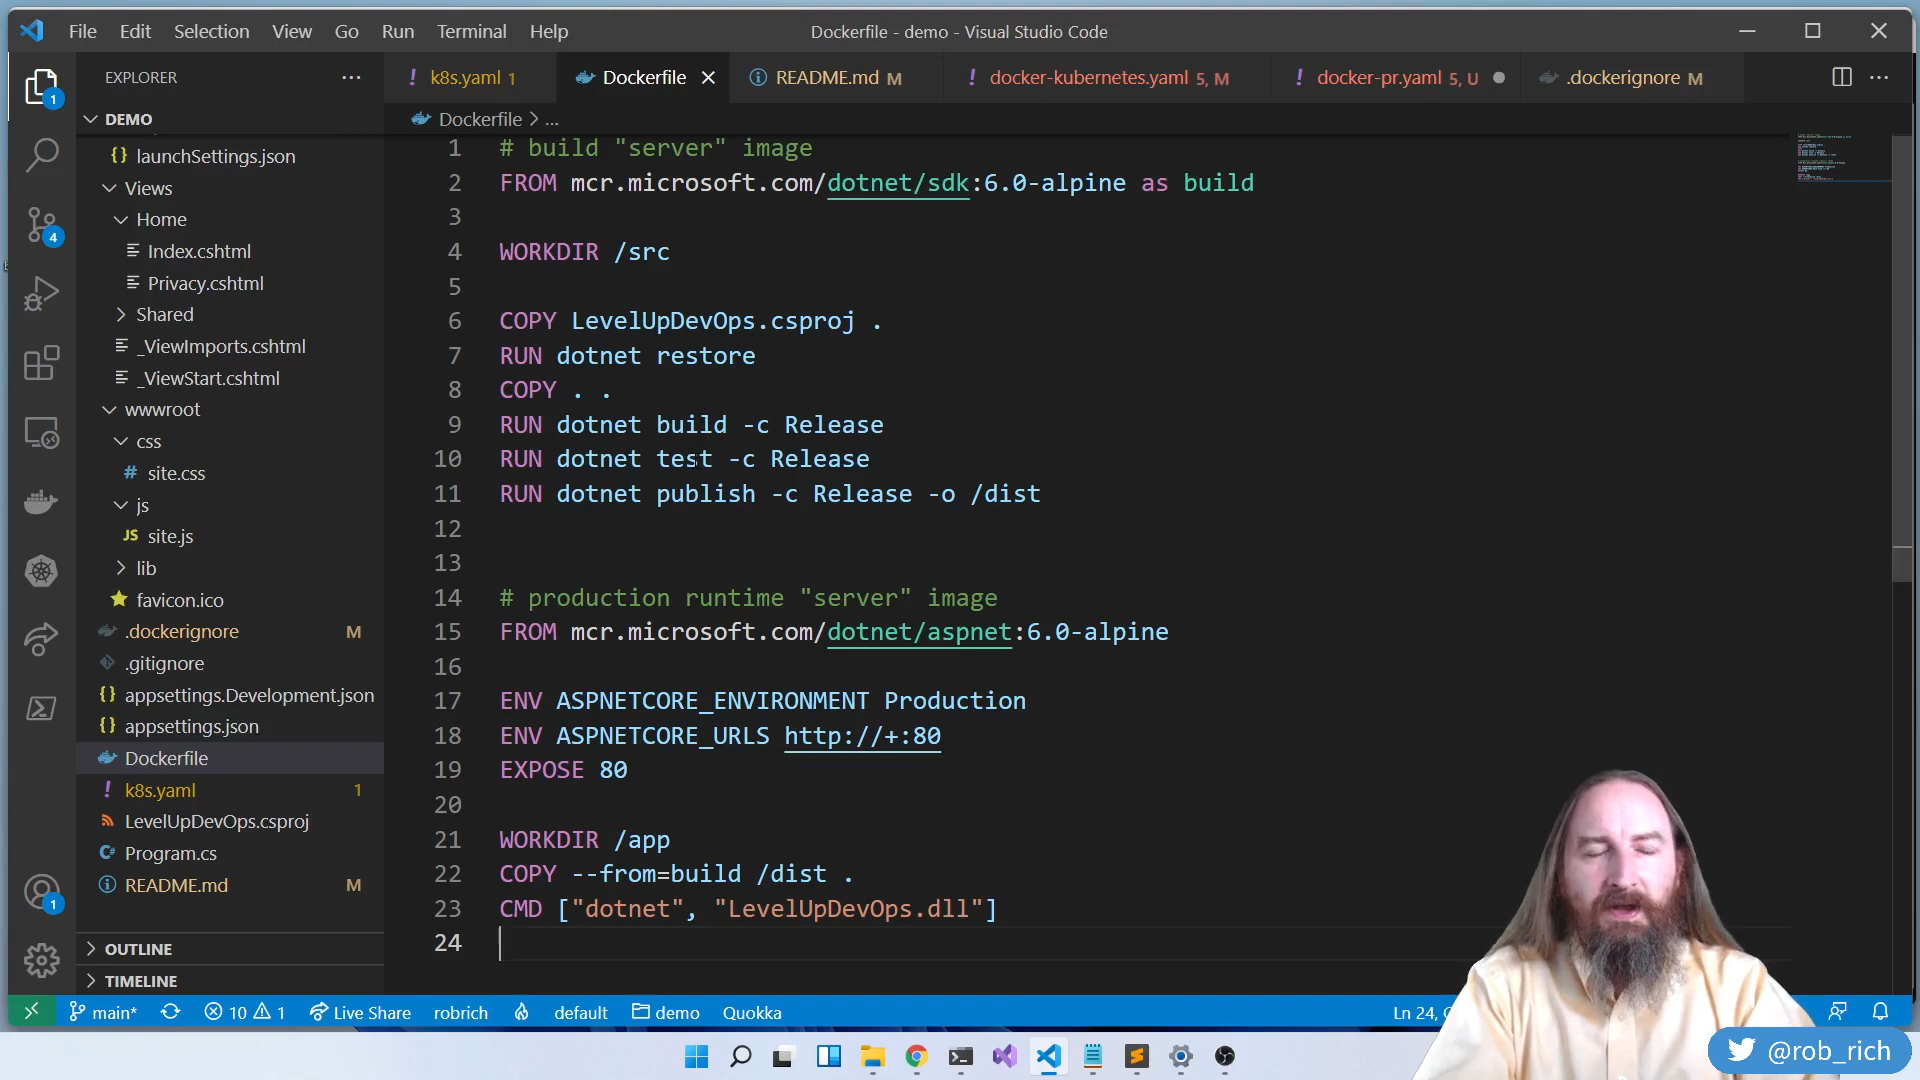 File Edit Selection View Go Run Terminal Help
Dockerfile - demo - Visual Studio Code
EXPLORER
k8s.yaml 1
Dockerfile
README.md M
docker-kubernetes.yaml 5, M
docker-pr.yaml 5, U
.dockerignore M
DEMO
Dockerfile > ...
launchSettings.json
Views
Home
Index.cshtml
Privacy.cshtml
Shared
_ViewImports.cshtml
_ViewStart.cshtml
wwwroot
css
# site.css
js
JS site.js
lib
favicon.ico
.dockerignore M
.gitignore
{} appsettings.Development.json
{} appsettings.json
Dockerfile
! k8s.yaml 1
LevelUpDevOps.csproj
C# Program.cs
README.md M
OUTLINE
TIMELINE
1 # build "server" image
2 FROM mcr.microsoft.com/dotnet/sdk:6.0-alpine as build
3
4 WORKDIR /src
5
6 COPY LevelUpDevOps.csproj .
7 RUN dotnet restore
8 COPY . .
9 RUN dotnet build -c Release
10 RUN dotnet test -c Release
11 RUN dotnet publish -c Release -o /dist
12
13
14 # production runtime "server" image
15 FROM mcr.microsoft.com/dotnet/aspnet:6.0-alpine
16
17 ENV ASPNETCORE_ENVIRONMENT Production
18 ENV ASPNETCORE_URLS http://+:80
19 EXPOSE 80
20
21 WORKDIR /app
22 COPY --from=build /dist .
23 CMD ["dotnet", "LevelUpDevOps.dll"]
24
1
4
1
main* 10 1 Live Share robrich default demo Quokka
Ln 24,
@rob_rich